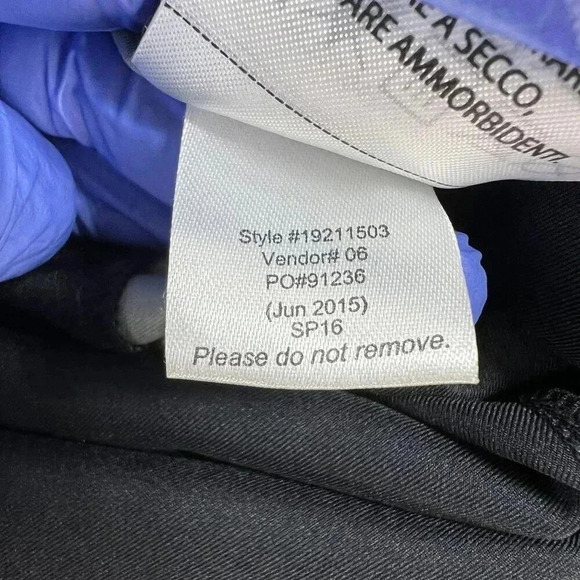 A SECCO,
ARE AMMORBIDENTI.
Style #19211503
Vendor# 06
PO#91236
(Jun 2015)
SP16
Please do not remove.